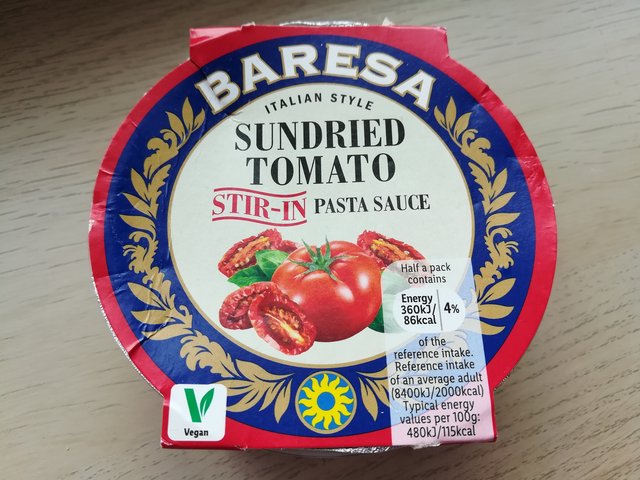 BARESA
ITALIAN STYLE
SUNDRIED
TOMATO
STIR-IN PASTA SAUCE
Half a pack
contains
Energy
360kJ/
86kcal
4%
of the
reference intake.
Reference intake
of an average adult
(8400kJ/2000kcal)
Typical energy
values per 100g:
480kJ/115kcal
V
Vegan